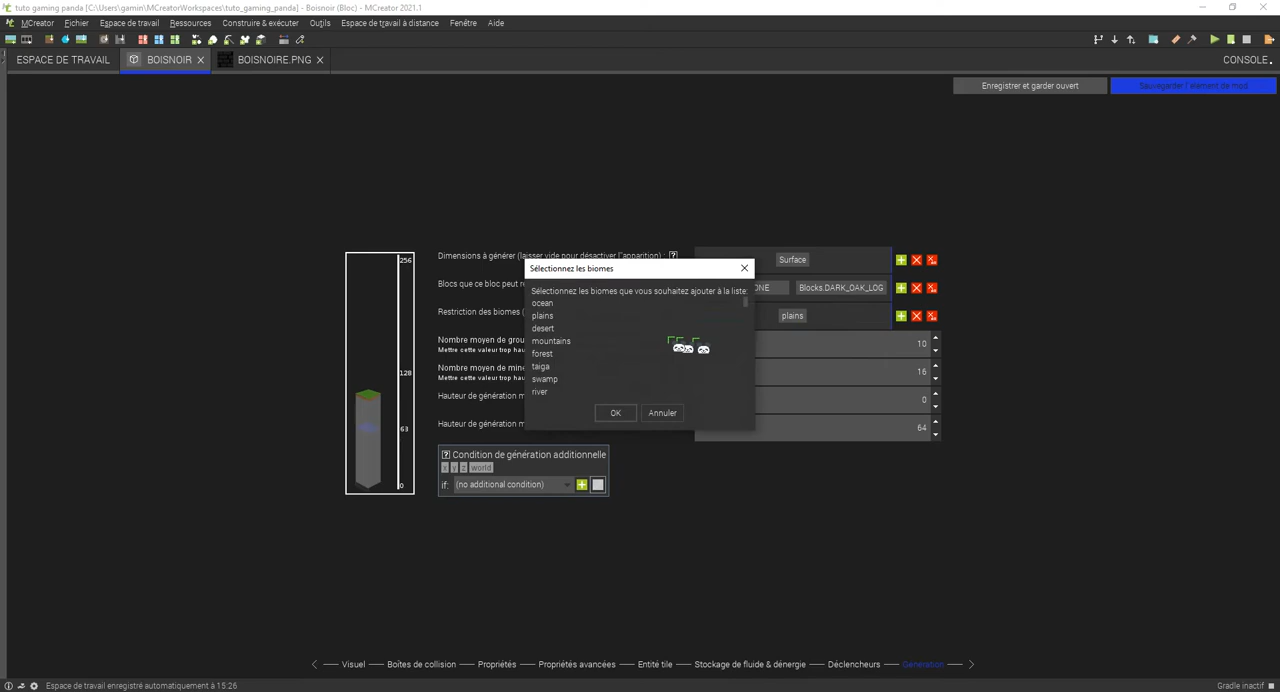 tuto gaming panda [C:\Users\gamin\MCreatorWorkspaces\tuto_gaming_panda] - Boisnoir (Bloc) - MCreator 2021.1
MCreator Fichier Espace de travail Ressources Construire & exécuter Outils Espace de travail à distance Fenêtre Aide
ESPACE DE TRAVAIL BOISNOIR BOISNOIRE.PNG CONSOLE
Enregistrer et garder ouvert Sauvegarder l'élément de mod
256
128
63
0
Dimensions à générer (laisser vide pour désactiver l'apparition) : ? Surface
Blocs que ce bloc peut re ONE Blocks.DARK_OAK_LOG
Restriction des biomes ( plains
Nombre moyen de grou 10
Mettre cette valeur trop hau
Nombre moyen de mine 16
Mettre cette valeur trop hau
Hauteur de génération m 0
Hauteur de génération m 64
Sélectionnez les biomes
Sélectionnez les biomes que vous souhaitez ajouter à la liste:
ocean
plains
desert
mountains
forest
taiga
swamp
river
OK Annuler
? Condition de génération additionnelle
x y z world
if: (no additional condition)
Visuel Boîtes de collision Propriétés Propriétés avancées Entité tile Stockage de fluide & dénergie Déclencheurs Génération
Espace de travail enregistré automatiquement à 15:26 Gradle inactif